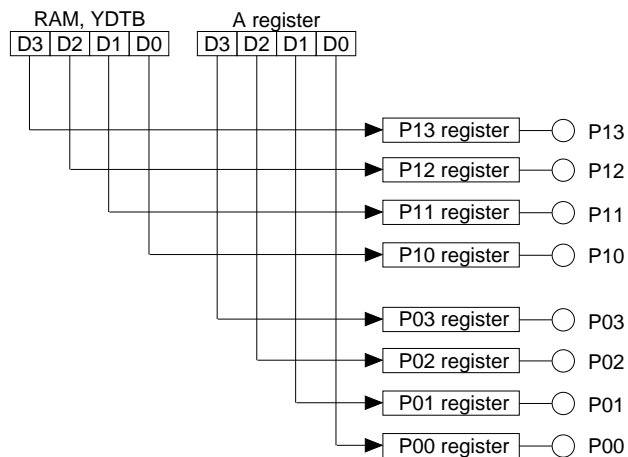 RAM, YDTB A register
D3 D2 D1 D0 D3 D2 D1 D0
P13 register P13
P12 register P12
P11 register P11
P10 register P10
P03 register P03
P02 register P02
P01 register P01
P00 register P00